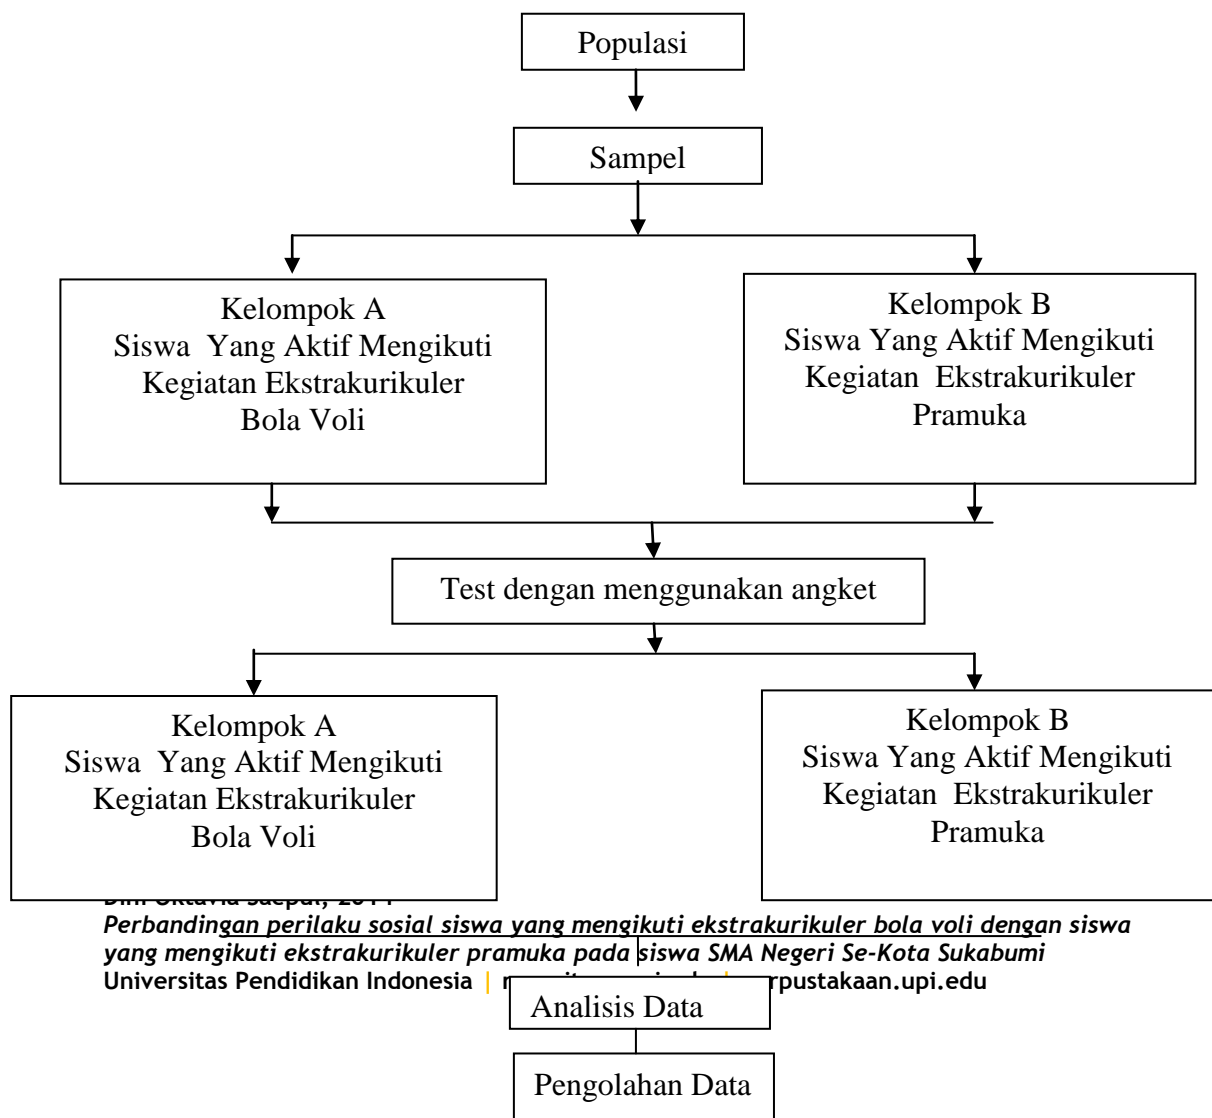 Populasi
Sampel
Kelompok A
Siswa Yang Aktif Mengikuti
Kegiatan Ekstrakurikuler
Bola Voli
Kelompok B
Siswa Yang Aktif Mengikuti
Kegiatan Ekstrakurikuler
Pramuka
Test dengan menggunakan angket
Kelompok A
Siswa Yang Aktif Mengikuti
Kegiatan Ekstrakurikuler
Bola Voli
Kelompok B
Siswa Yang Aktif Mengikuti
Kegiatan Ekstrakurikuler
Pramuka
Perbandingan perilaku sosial siswa yang mengikuti ekstrakurikuler bola voli dengan siswa
yang mengikuti ekstrakurikuler pramuka pada siswa SMA Negeri Se-Kota Sukabumi
Universitas Pendidikan Indonesia | rpustakaan.upi.edu
Analisis Data
Pengolahan Data